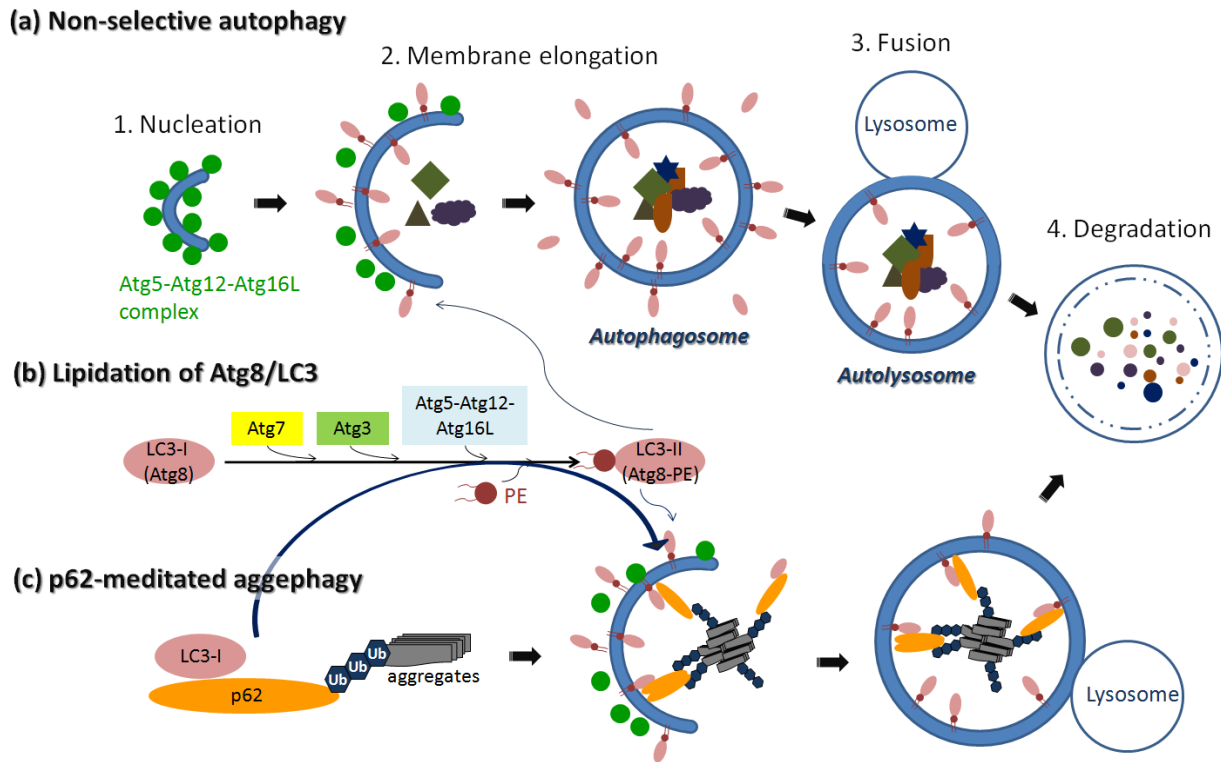 (a) Non-selective autophagy
1. Nucleation
2. Membrane elongation
3. Fusion
Lysosome
4. Degradation
Atg5-Atg12-Atg16L
complex
Autophagosome
Autolysosome
(b) Lipidation of Atg8/LC3
LC3-I
(Atg8)
Atg7
Atg3
Atg5-Atg12-
Atg16L
PE
LC3-II
(Atg8-PE)
(c) p62-meditated aggephagy
LC3-I
p62
Ub
Ub
Ub
aggregates
Lysosome